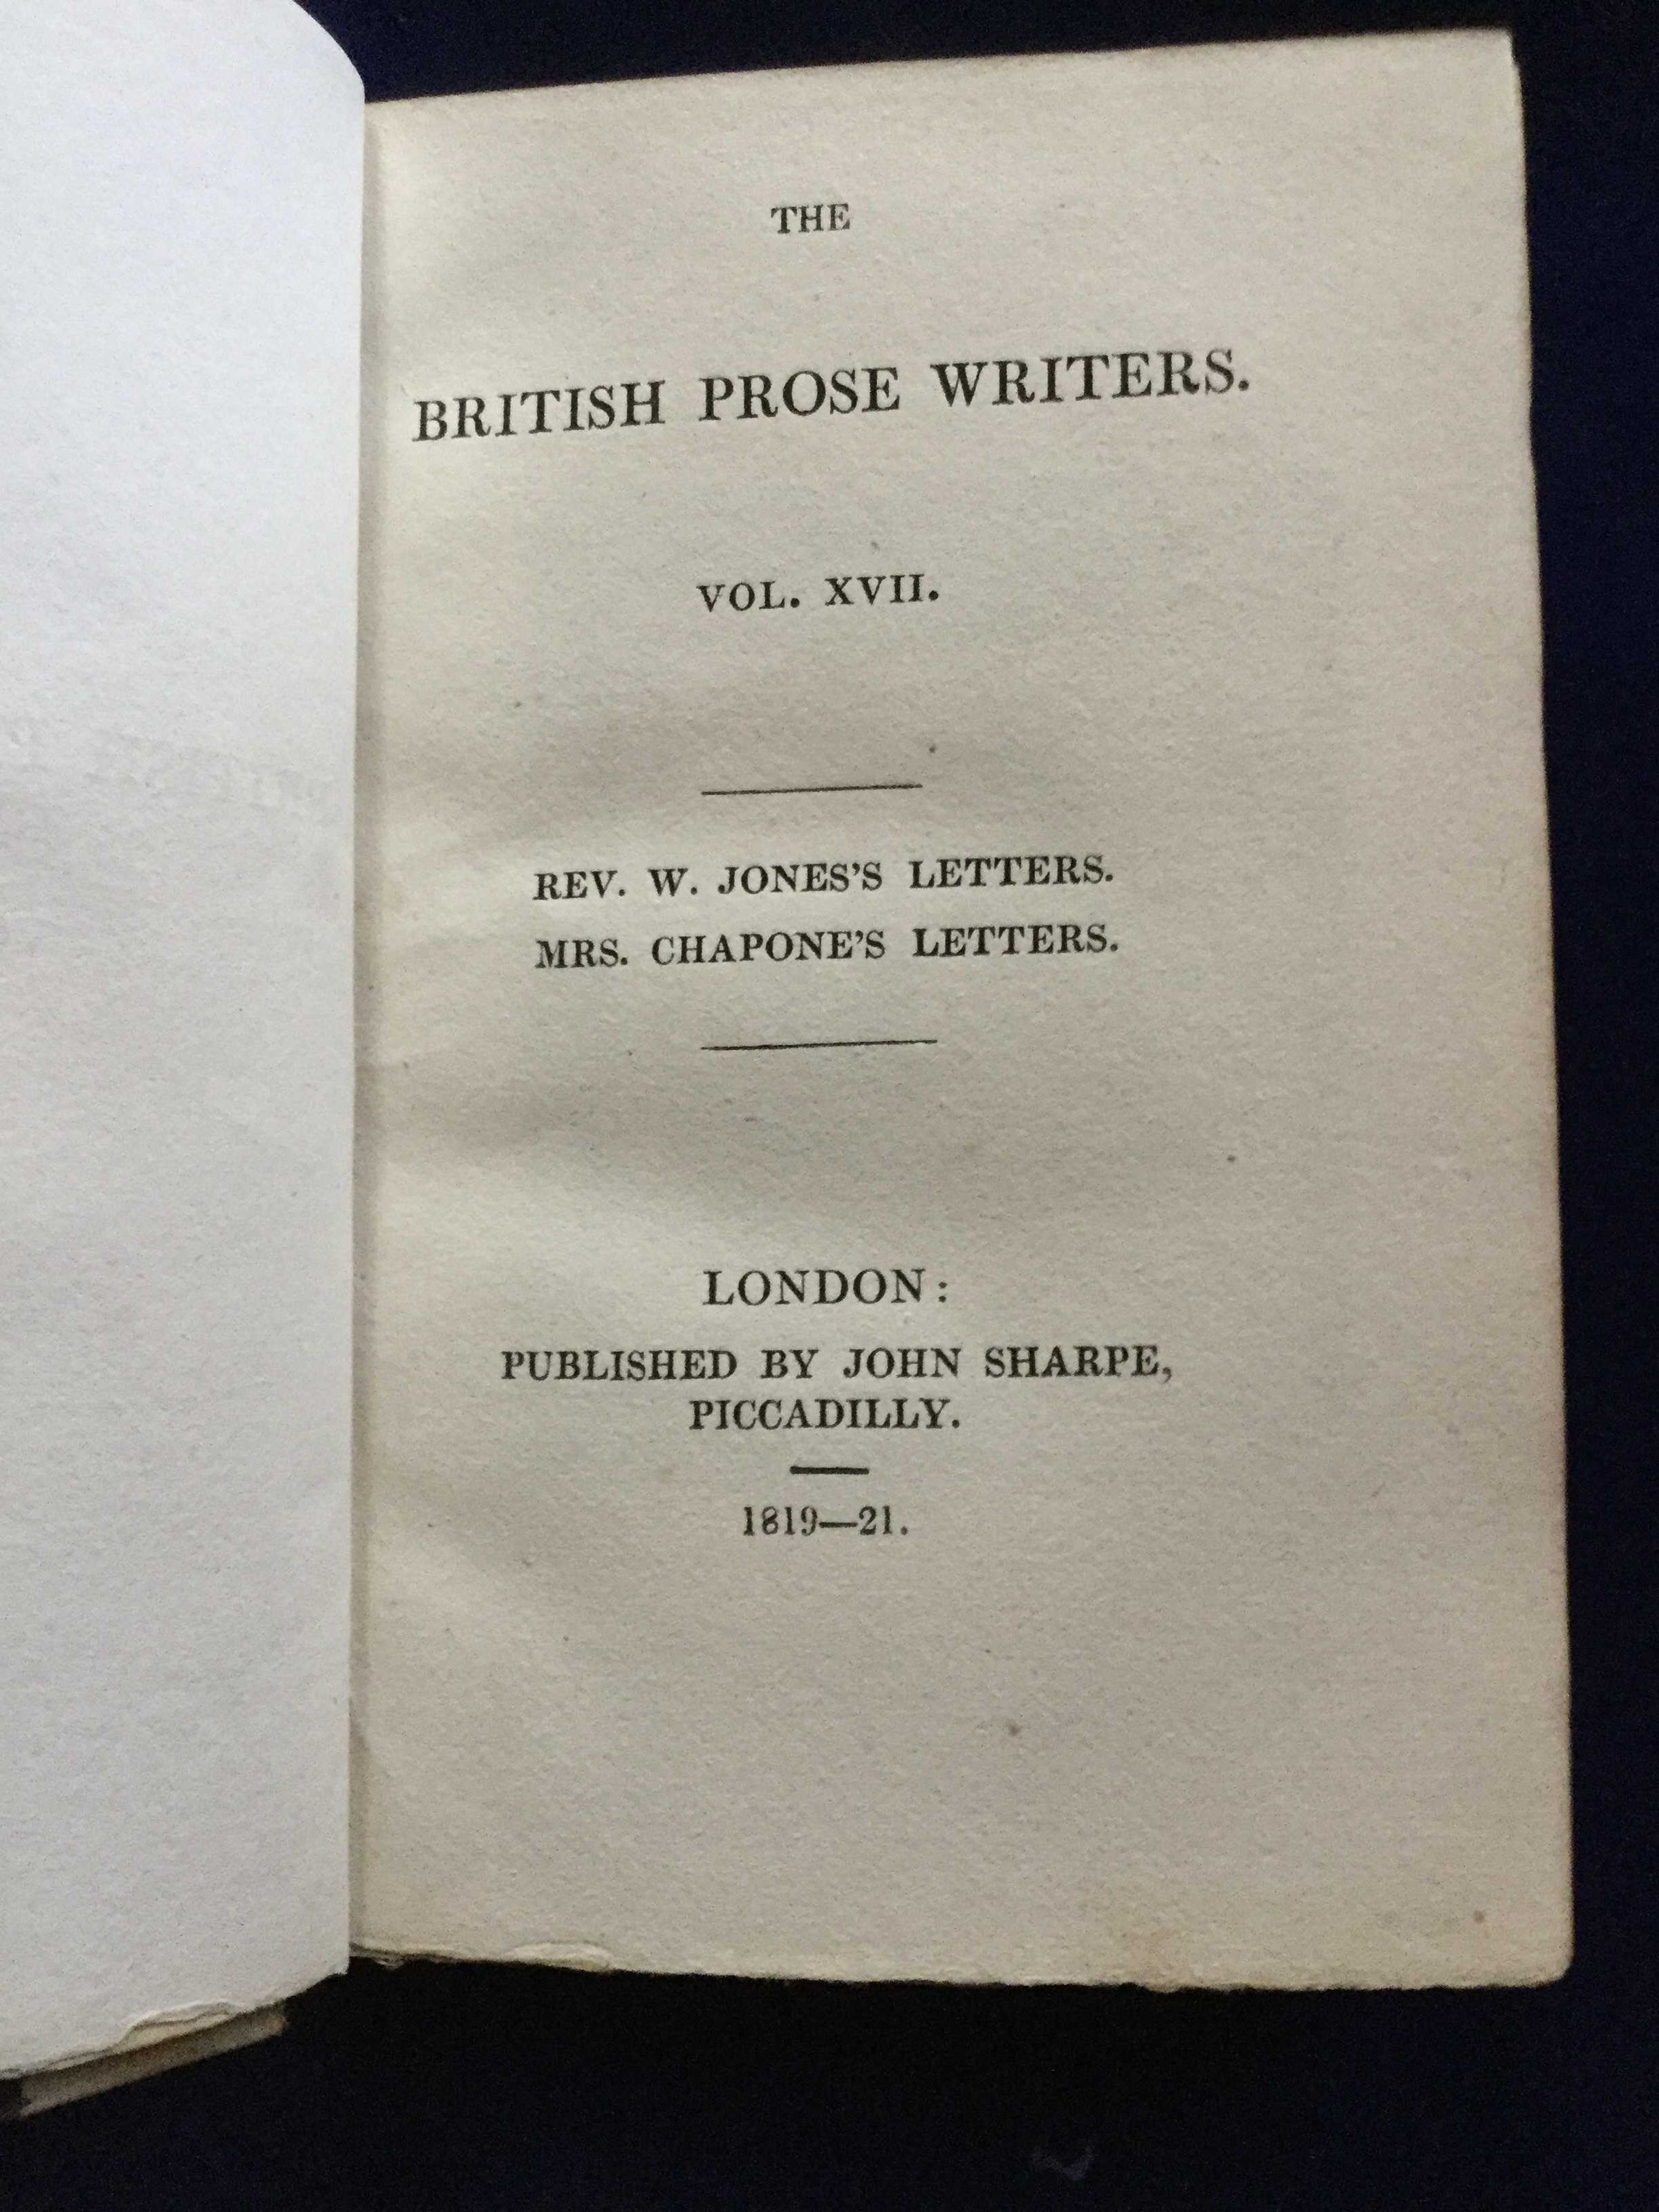 THE
BRITISH PROSE WRITERS.
VOL. XVII.
REV. W. JONES'S LETTERS.
MRS. CHAPONE'S LETTERS.
LONDON:
PUBLISHED BY JOHN SHARPE,
PICCADILLY.
1819—21.